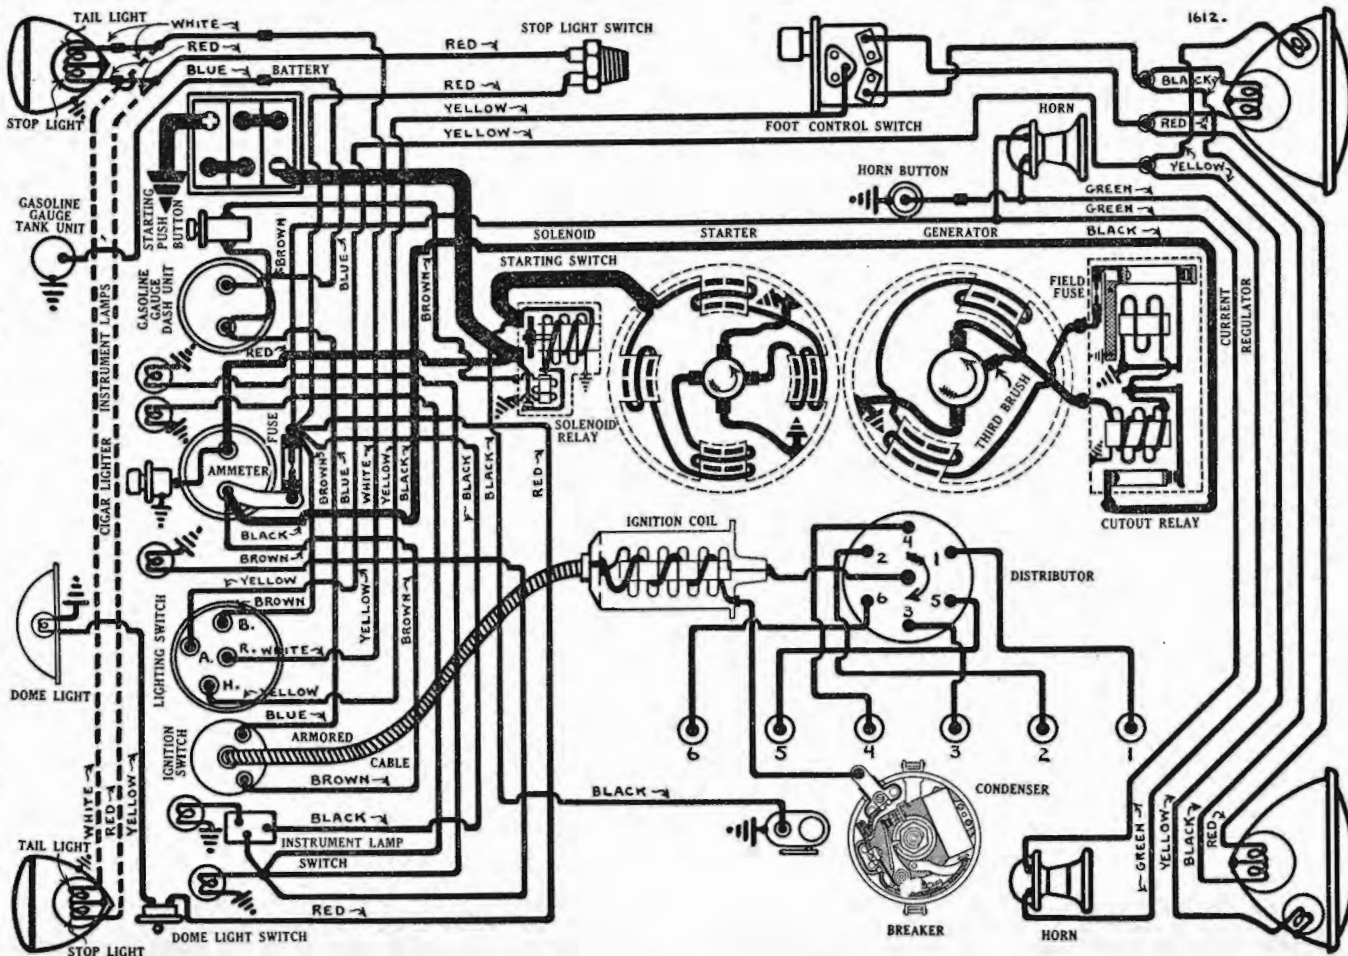 TAIL LIGHT
WHITE
RED
BLUE
BATTERY
STOP LIGHT
RED
STOP LIGHT SWITCH
RED
YELLOW
YELLOW
FOOT CONTROL SWITCH
1612.
BLACK
RED
YELLOW
HORN
HORN BUTTON
GREEN
GREEN
BLACK
GASOLINE
GAUGE
TANK UNIT
STARTING
PUSH
BUTTON
BROWN
BLUE
BROWN
SOLENOID
STARTING SWITCH
STARTER
GENERATOR
FIELD
FUSE
CURRENT
REGULATOR
GASOLINE
GAUGE
DASH UNIT
INSTRUMENT LAMPS
RED
SOLENOID
RELAY
THIRD BRUSH
CUTOUT RELAY
FUSE
AMMETER
CIGAR LIGHTER
BROWN
BLUE
WHITE
YELLOW
BLACK
BLACK
BLACK
RED
BLACK
BROWN
YELLOW
BROWN
YELLOW
BROWN
IGNITION COIL
4
2
1
6
5
3
DISTRIBUTOR
DOME LIGHT
LIGHTING SWITCH
B.
A.
R.
WHITE
H.
YELLOW
BLUE
ARMORED
CABLE
IGNITION
SWITCH
BROWN
6
5
4
3
2
1
BLACK
CONDENSER
BREAKER
WHITE
RED
YELLOW
BLACK
INSTRUMENT LAMP
SWITCH
TAIL LIGHT
STOP LIGHT
RED
DOME LIGHT SWITCH
HORN
GREEN
YELLOW
BLACK
RED